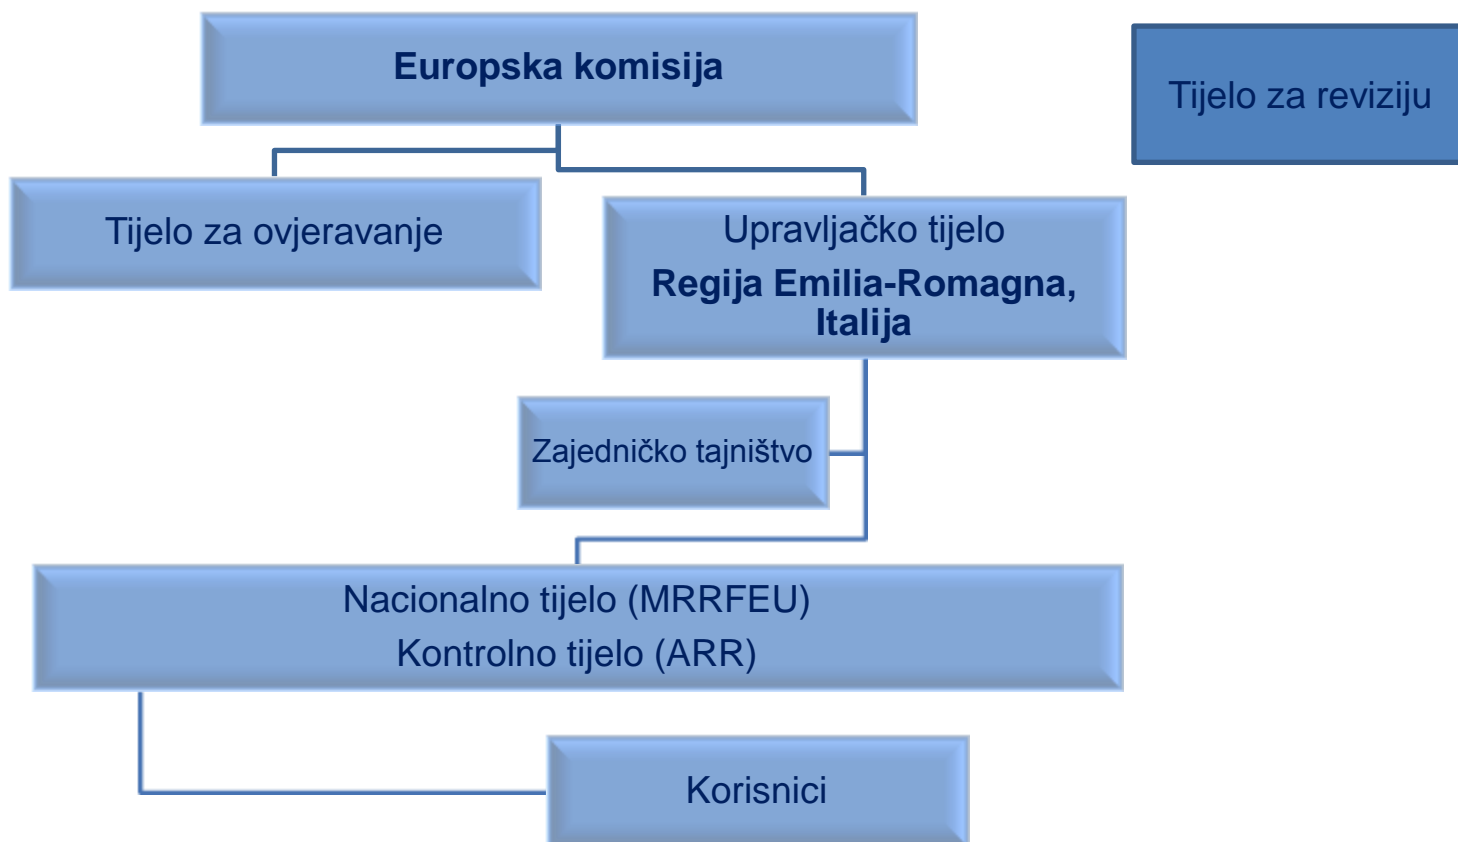 Europska komisija
Tijelo za reviziju
Tijelo za ovjeravanje
Upravljačko tijelo
Regija Emilia-Romagna,
Italija
Zajedničko tajništvo
Nacionalno tijelo (MRRFEU)
Kontrolno tijelo (ARR)
Korisnici